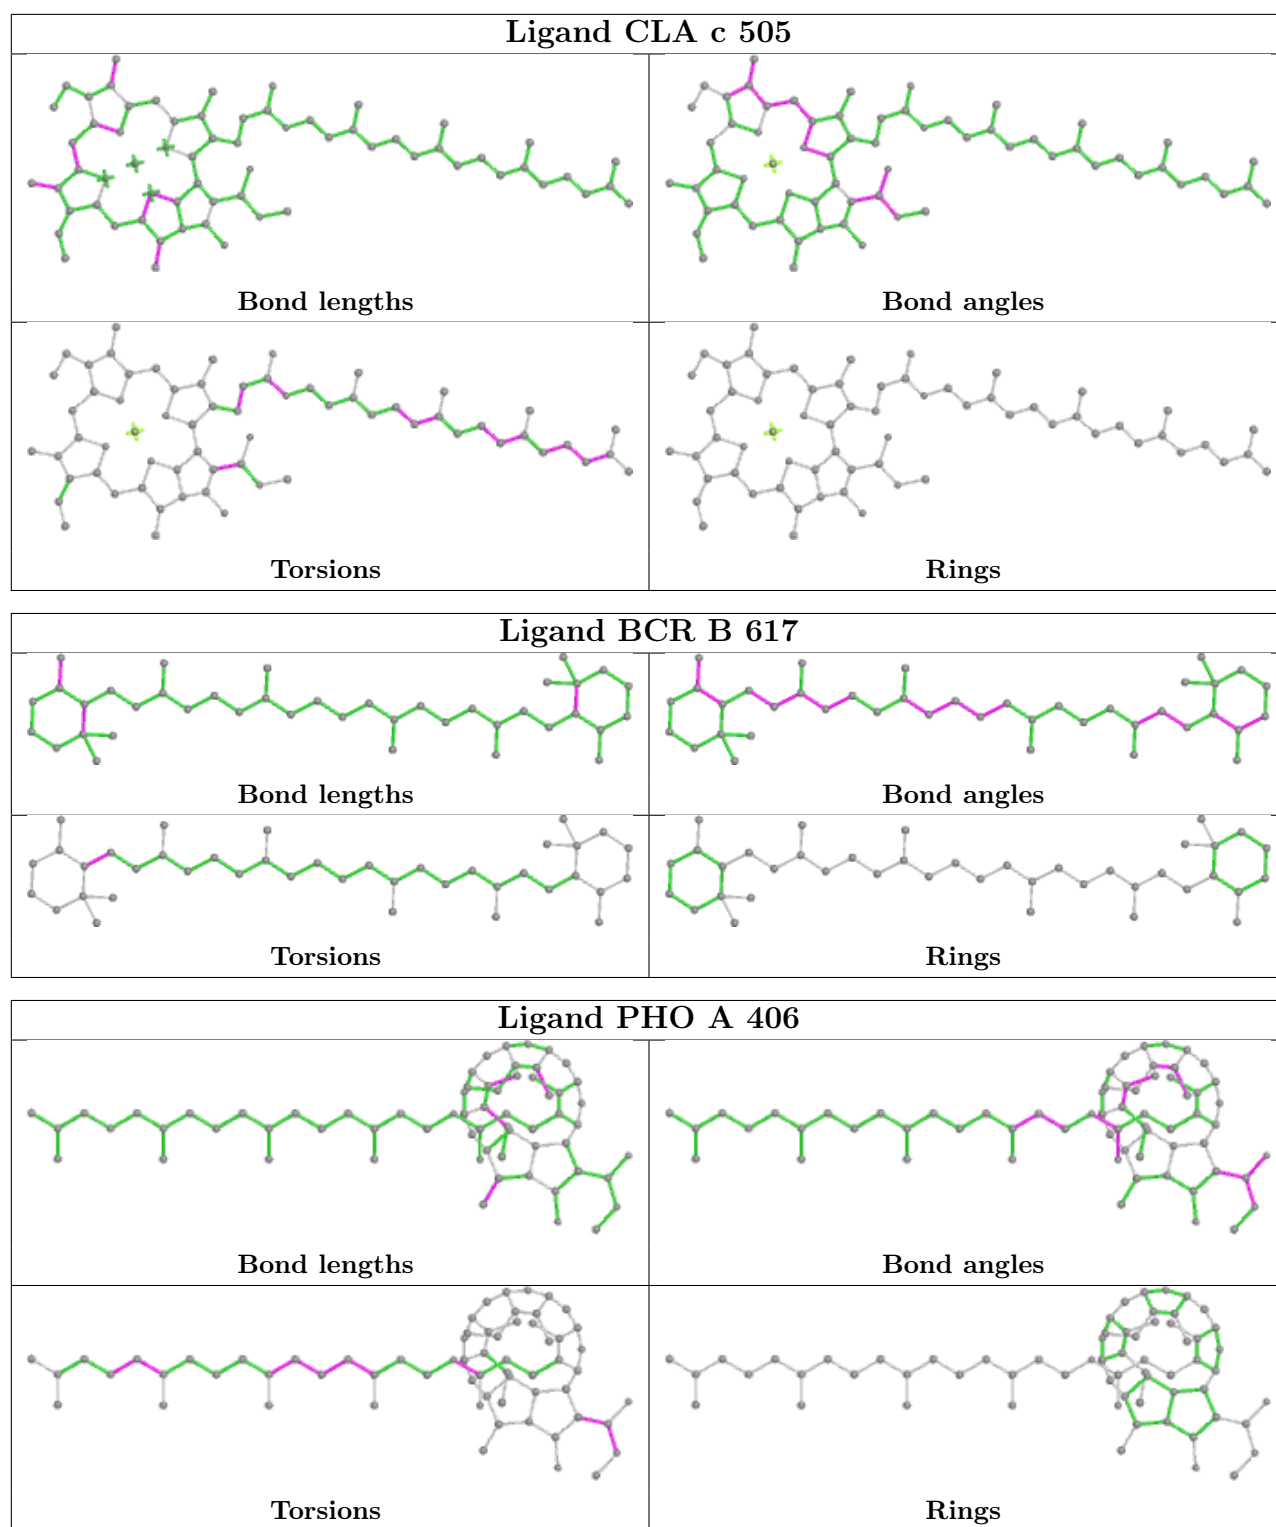 Ligand CLA c 505
Bond lengths
Bond angles
Torsions
Rings
Ligand BCR B 617
Bond lengths
Bond angles
Torsions
Rings
Ligand PHO A 406
Bond lengths
Bond angles
Torsions
Rings